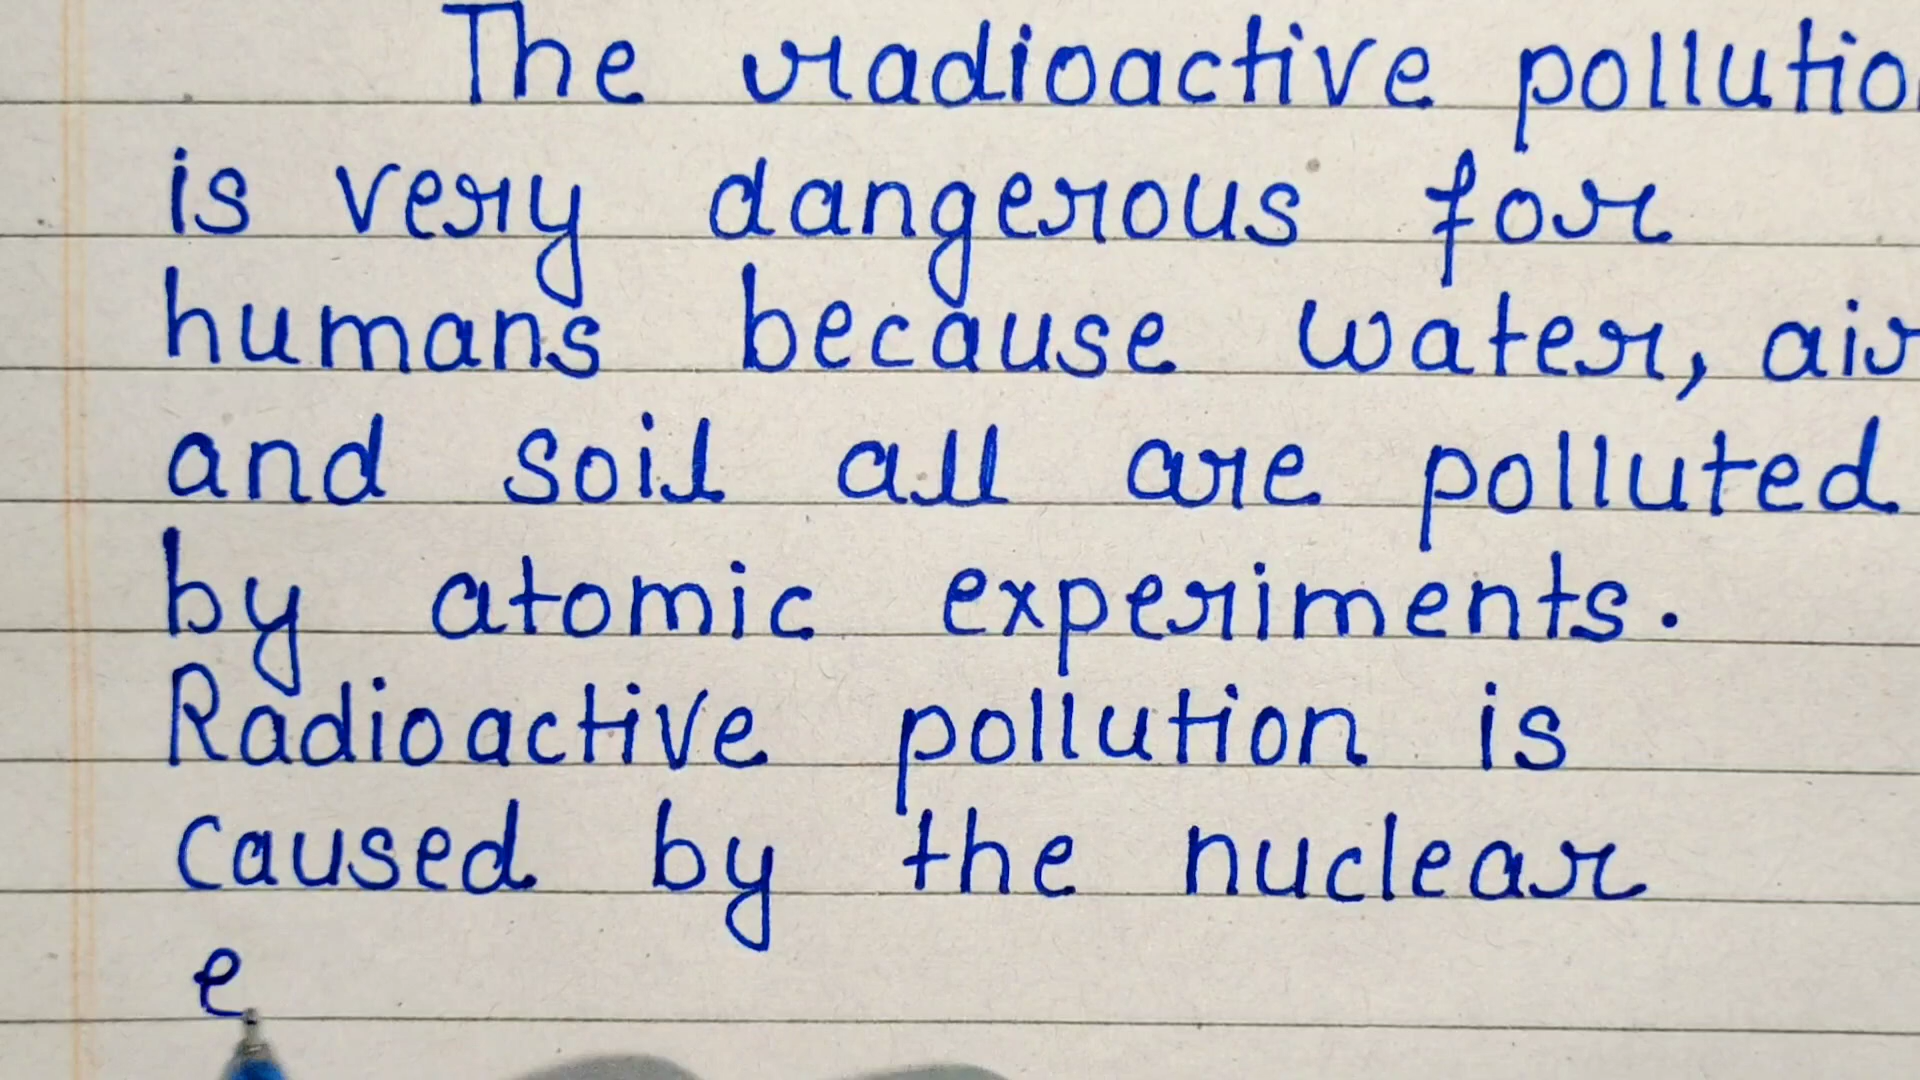 The radioactive pollutio
is very dangerous for
humans because water, air
and soil all are polluted
by atomic experiments.
Radioactive pollution is
caused by the nuclear
e